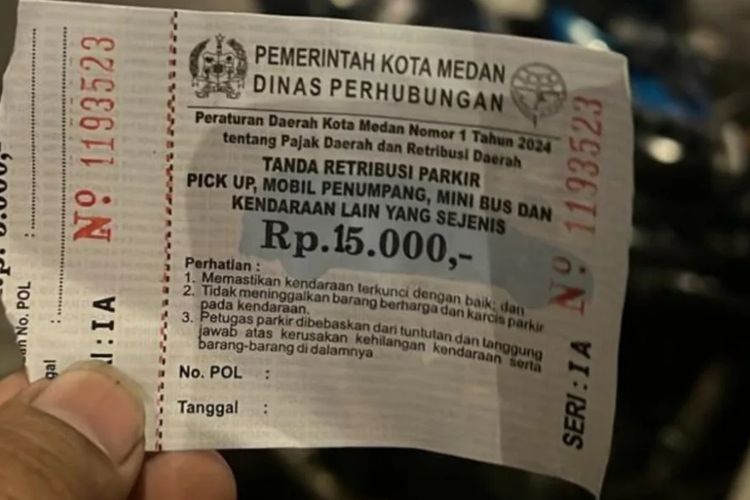 PEMERINTAH KOTA MEDAN
DINAS PERHUBUNGAN
Peraturan Daerah Kota Medan Nomor 1 Tahun 2024
tentang Pajak Daerah dan Retribusi Daerah
TANDA RETRIBUSI PARKIR
PICK UP, MOBIL PENUMPANG, MINI BUS DAN
KENDARAAN LAIN YANG SEJENIS
Rp.15.000,-
Perhatian :
1. Memastikan kendaraan terkunci dengan baik; dan
2. Tidak meninggalkan barang berharga dan karcis parkir
pada kendaraan.
3. Petugas parkir dibebaskan dari tuntutan dan tanggung
jawab atas kerusakan kehilangan kendaraan serta
barang-barang di dalamnya
No. POL :
Tanggal :
No 1193523
SERI : IA
No 1193523
I : IA
No. POL
gal